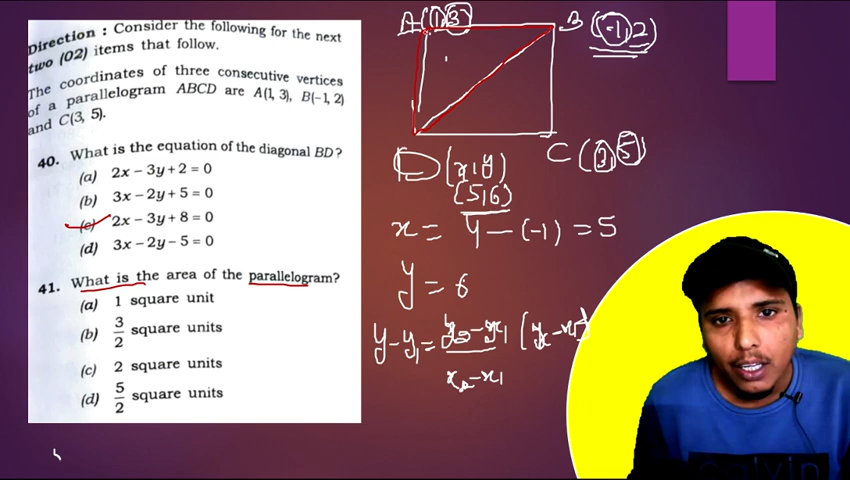 Direction : Consider the following for the next
two (02) items that follow.
The coordinates of three consecutive vertices
of a parallelogram ABCD are A(1, 3), B(-1, 2)
and C(3, 5).
40. What is the equation of the diagonal BD?
(a) 2x - 3y + 2 = 0
(b) 3x - 2y + 5 = 0
(c) 2x - 3y + 8 = 0
(d) 3x - 2y - 5 = 0
41. What is the area of the parallelogram?
(a) 1 square unit
(b) 3/2 square units
(c) 2 square units
(d) 5/2 square units
A (1, 3)
B (-1, 2)
C (3, 5)
D (x, y)
(5, 6)
x = 4 - (-1) = 5
y = 6
y - y1 = y2 - y1
x2 - x1